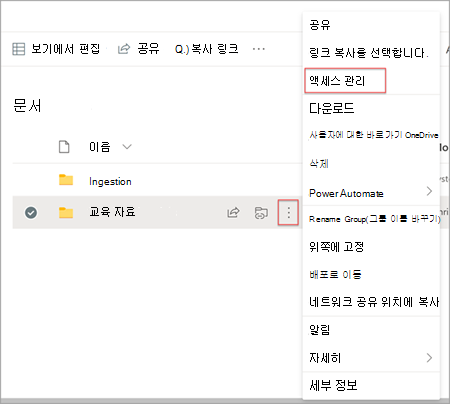 보기에서 편집 공유 Q.)복사 링크 ...
문서
이름
Ingestion
교육 자료
공유
링크 복사를 선택합니다.
액세스 관리
다운로드
사용자에 대한 바로가기 OneDrive
삭제
Power Automate
Rename Group(그룹 이름 바꾸기)
위쪽에 고정
배포로 이동
네트워크 공유 위치에 복사
알림
자세히
세부 정보